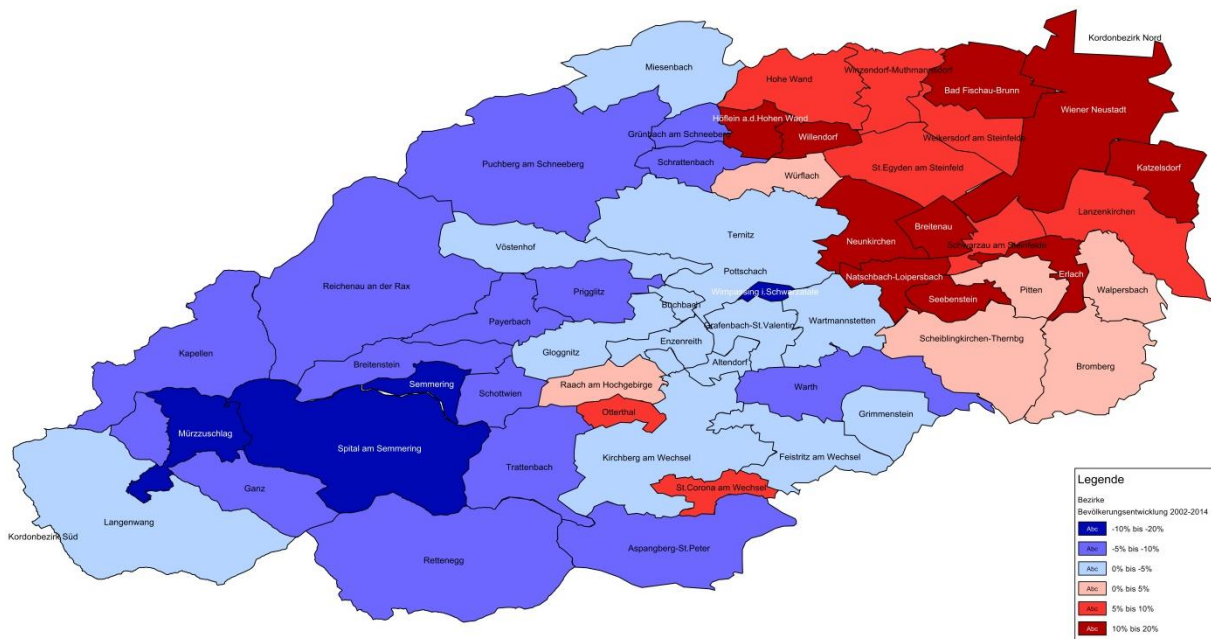 Kordonbezirk Nord
Miesenbach
Hohe Wand
Winzendorf-Muthmannsdorf
Bad Fischau-Brunn
Wiener Neustadt
Höflein a.d.Hohen Wand
Willendorf
Grünbach am Schneeberg
Weikersdorf am Steinfelde
Puchberg am Schneeberg
Schrattenbach
St.Egyden am Steinfeld
Katzelsdorf
Würflach
Lanzenkirchen
Breitenau
Ternitz
Vöstenhof
Neunkirchen
Schwarzau am Steinfelde
Pottschach
Natschbach-Loipersbach
Erlach
Reichenau an der Rax
Prigglitz
Wimpassing i.Schwarzatale
Seebenstein
Pitten
Walpersbach
Buchbach
Payerbach
Grafenbach-St.Valentin
Wartmannstetten
Enzenreith
Scheiblingkirchen-Thernbg
Kapellen
Gloggnitz
Breitenstein
Altendorf
Bromberg
Semmering
Schottwien
Raach am Hochgebirge
Warth
Otterthal
Grimmenstein
Mürzzuschlag
Spital am Semmering
Kirchberg am Wechsel
Feistritz am Wechsel
Trattenbach
Ganz
St.Corona am Wechsel
Langenwang
Kordonbezirk Süd
Rettenegg
Aspangberg-St.Peter
Legende
Bezirke
Bevölkerungsentwicklung 2002-2014
Abc -10% bis -20%
Abc -5% bis -10%
Abc 0% bis -5%
Abc 0% bis 5%
Abc 5% bis 10%
Abc 10% bis 20%